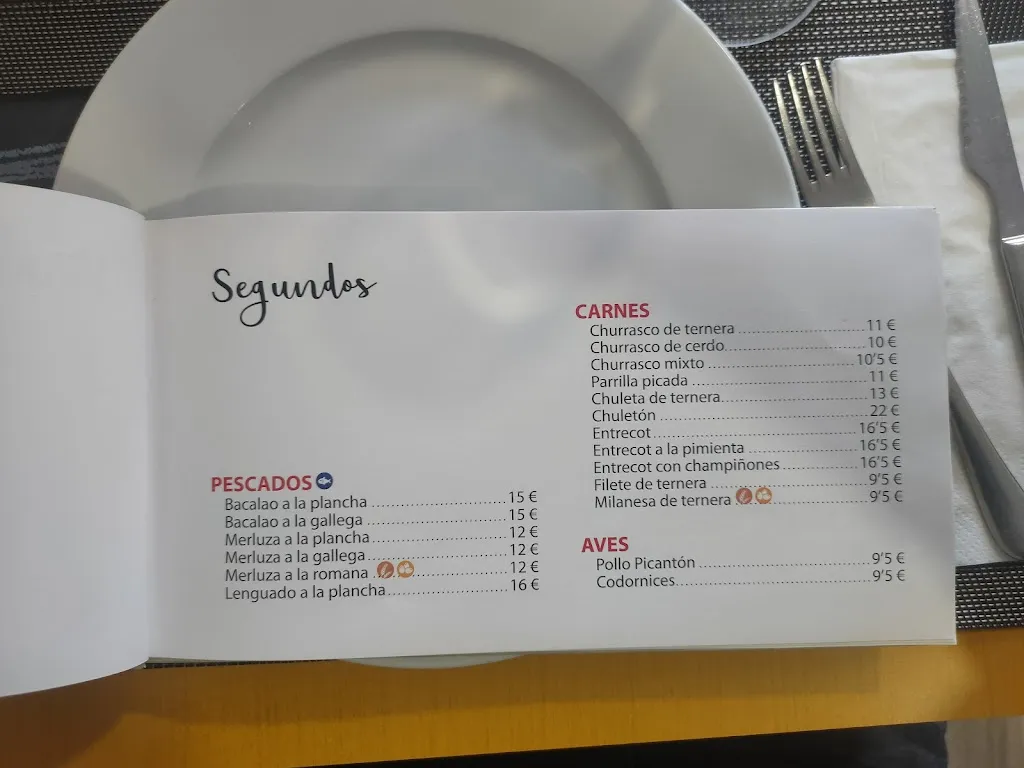 Segundos
PESCADOS
Bacalao a la plancha ........................ 15 €
Bacalao a la gallega ........................ 15 €
Merluza a la plancha ........................ 12 €
Merluza a la gallega ........................ 12 €
Merluza a la romana ........................ 12 €
Lenguado a la plancha ........................ 16 €
CARNES
Churrasco de ternera ........................ 11 €
Churrasco de cerdo ........................ 10 €
Churrasco mixto ........................ 10'5 €
Parrilla picada ........................ 11 €
Chuleta de ternera ........................ 13 €
Chuletón ........................ 22 €
Entrecot ........................ 16'5 €
Entrecot a la pimienta ........................ 16'5 €
Entrecot con champiñones ........................ 16'5 €
Filete de ternera ........................ 9'5 €
Milanesa de ternera ........................ 9'5 €
AVES
Pollo Picantón ........................ 9'5 €
Codornices ........................ 9'5 €